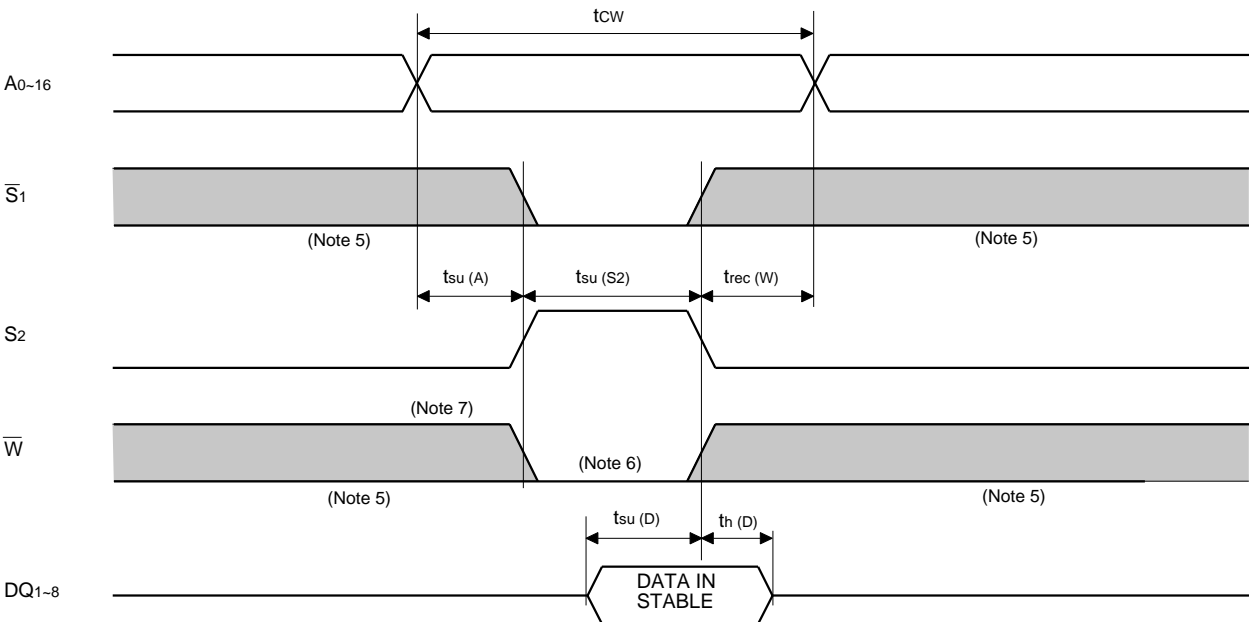 tCW
A0~16
S̅1
(Note 5) (Note 5)
tsu (A) tsu (S2) trec (W)
S2
(Note 7)
W̅
(Note 6)
(Note 5) (Note 5)
tsu (D) th (D)
DQ1~8
DATA IN
STABLE